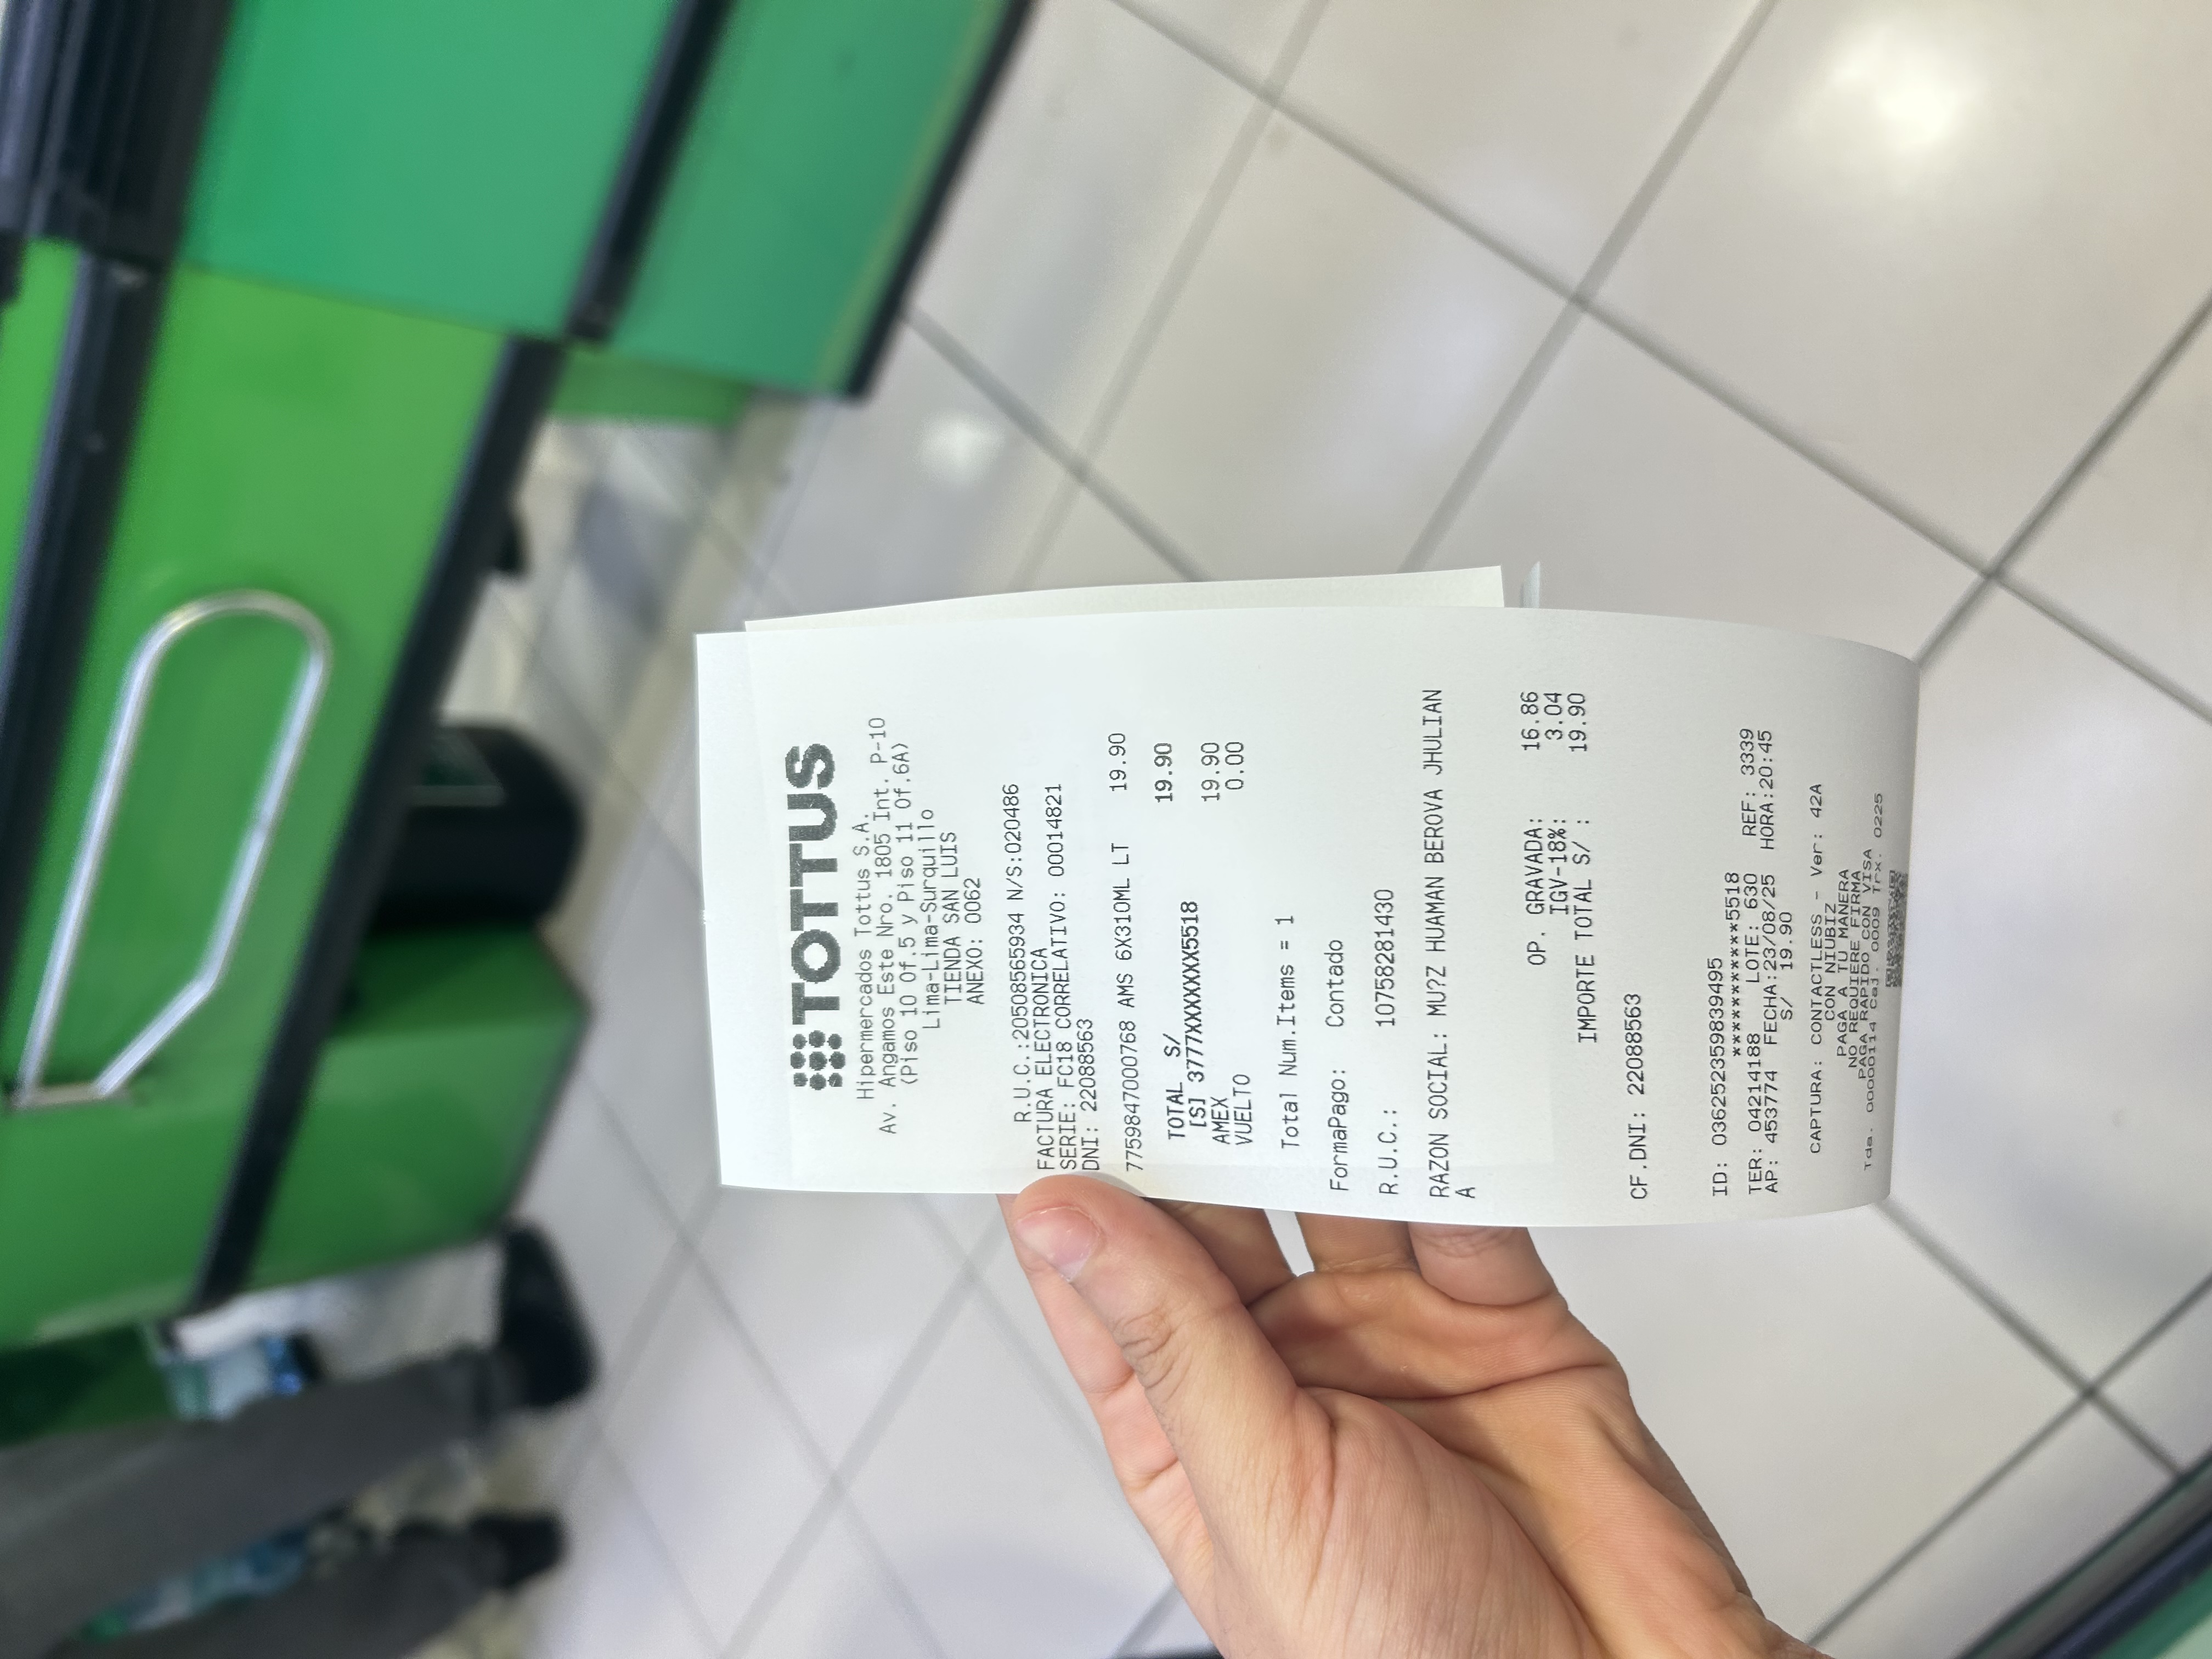 TOTTUS
Hipermercados Tottus S.A.
Av. Angamos Este Nro. 1805 Int. P-10
(Piso 10 Of.5 y Piso 11 Of.6A)
Lima-Lima-Surquillo
TIENDA SAN LUIS
ANEXO: 0062
R.U.C.:20508565934 N/S:020486
FACTURA ELECTRONICA
SERIE: FC18 CORRELATIVO: 00014821
DNI: 22088563
7759847000768 AMS 6X310ML LT 19.90
TOTAL S/ 19.90
[S] 3777XXXXXXX5518
AMEX 19.90
VUELTO 0.00
Total Num.Items = 1
FormaPago: Contado
R.U.C.: 10758281430
RAZON SOCIAL: MU?Z HUAMAN BEROVA JHULIAN
A
OP. GRAVADA: 16.86
IGV-18%: 3.04
IMPORTE TOTAL S/ : 19.90
CF.DNI: 22088563
ID: 036252359839495
***********5518
TER: 04214188 LOTE: 630 REF: 3339
AP: 453774 FECHA:23/08/25 HORA:20:45
S/ 19.90
CAPTURA: CONTACTLESS - Ver: 42A
CON NIUBIZ
PAGA A TU MANERA
NO REQUIERE FIRMA
PAGA RAPIDO CON VISA
Tda. 00000114 Caj. 0009 Trx. 0225